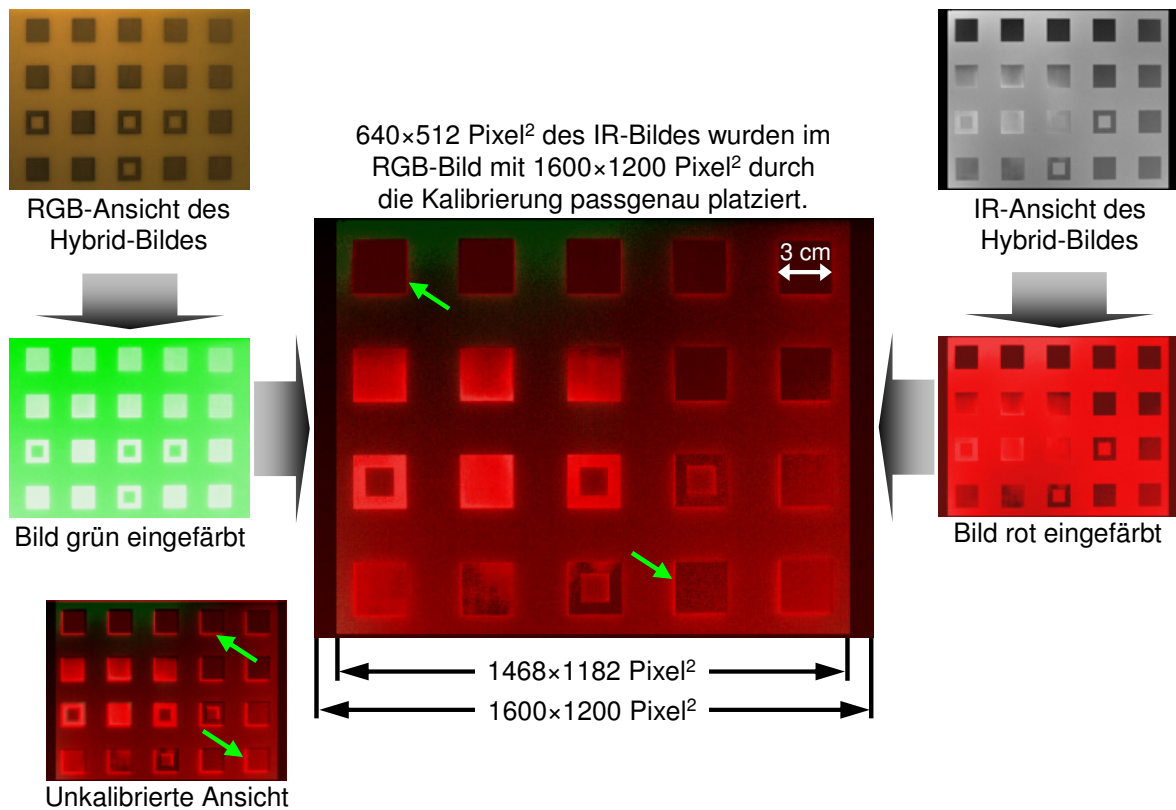 640×512 Pixel² des IR-Bildes wurden im
RGB-Bild mit 1600×1200 Pixel² durch
die Kalibrierung passgenau platziert.
RGB-Ansicht des
Hybrid-Bildes
IR-Ansicht des
Hybrid-Bildes
3 cm
Bild grün eingefärbt
Bild rot eingefärbt
1468×1182 Pixel²
1600×1200 Pixel²
Unkalibrierte Ansicht